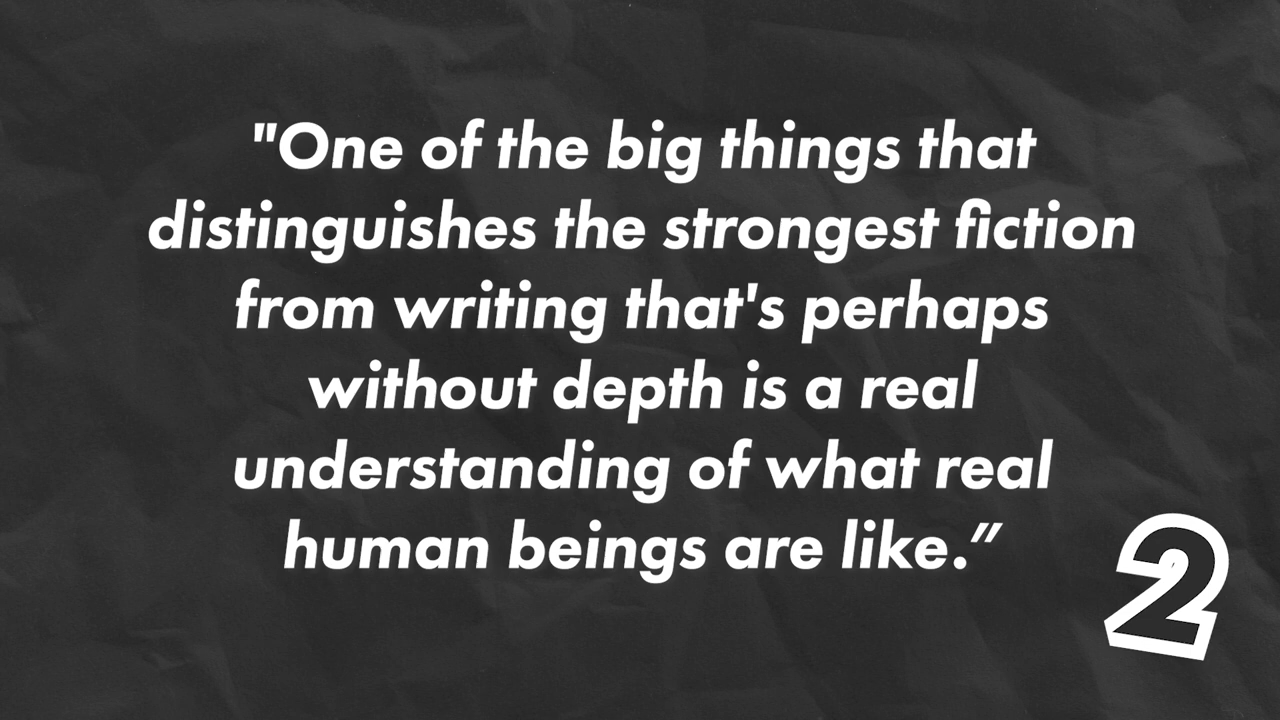 "One of the big things that
distinguishes the strongest fiction
from writing that's perhaps
without depth is a real
understanding of what real
human beings are like.”
2